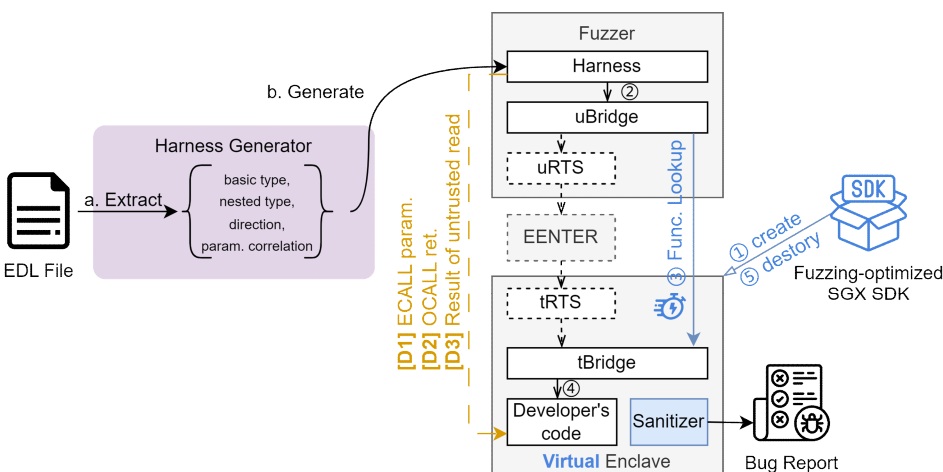 EDL File
a. Extract
Harness Generator
basic type,
nested type,
direction,
param. correlation
b. Generate
[D1] ECALL param.
[D2] OCALL ret.
[D3] Result of untrusted read
Fuzzer
Harness
②
uBridge
uRTS
EENTER
③ Func. Lookup
tRTS
tBridge
④
Developer's
code
Sanitizer
Virtual Enclave
① create
⑤ destory
SDK
Fuzzing-optimized
SGX SDK
Bug Report